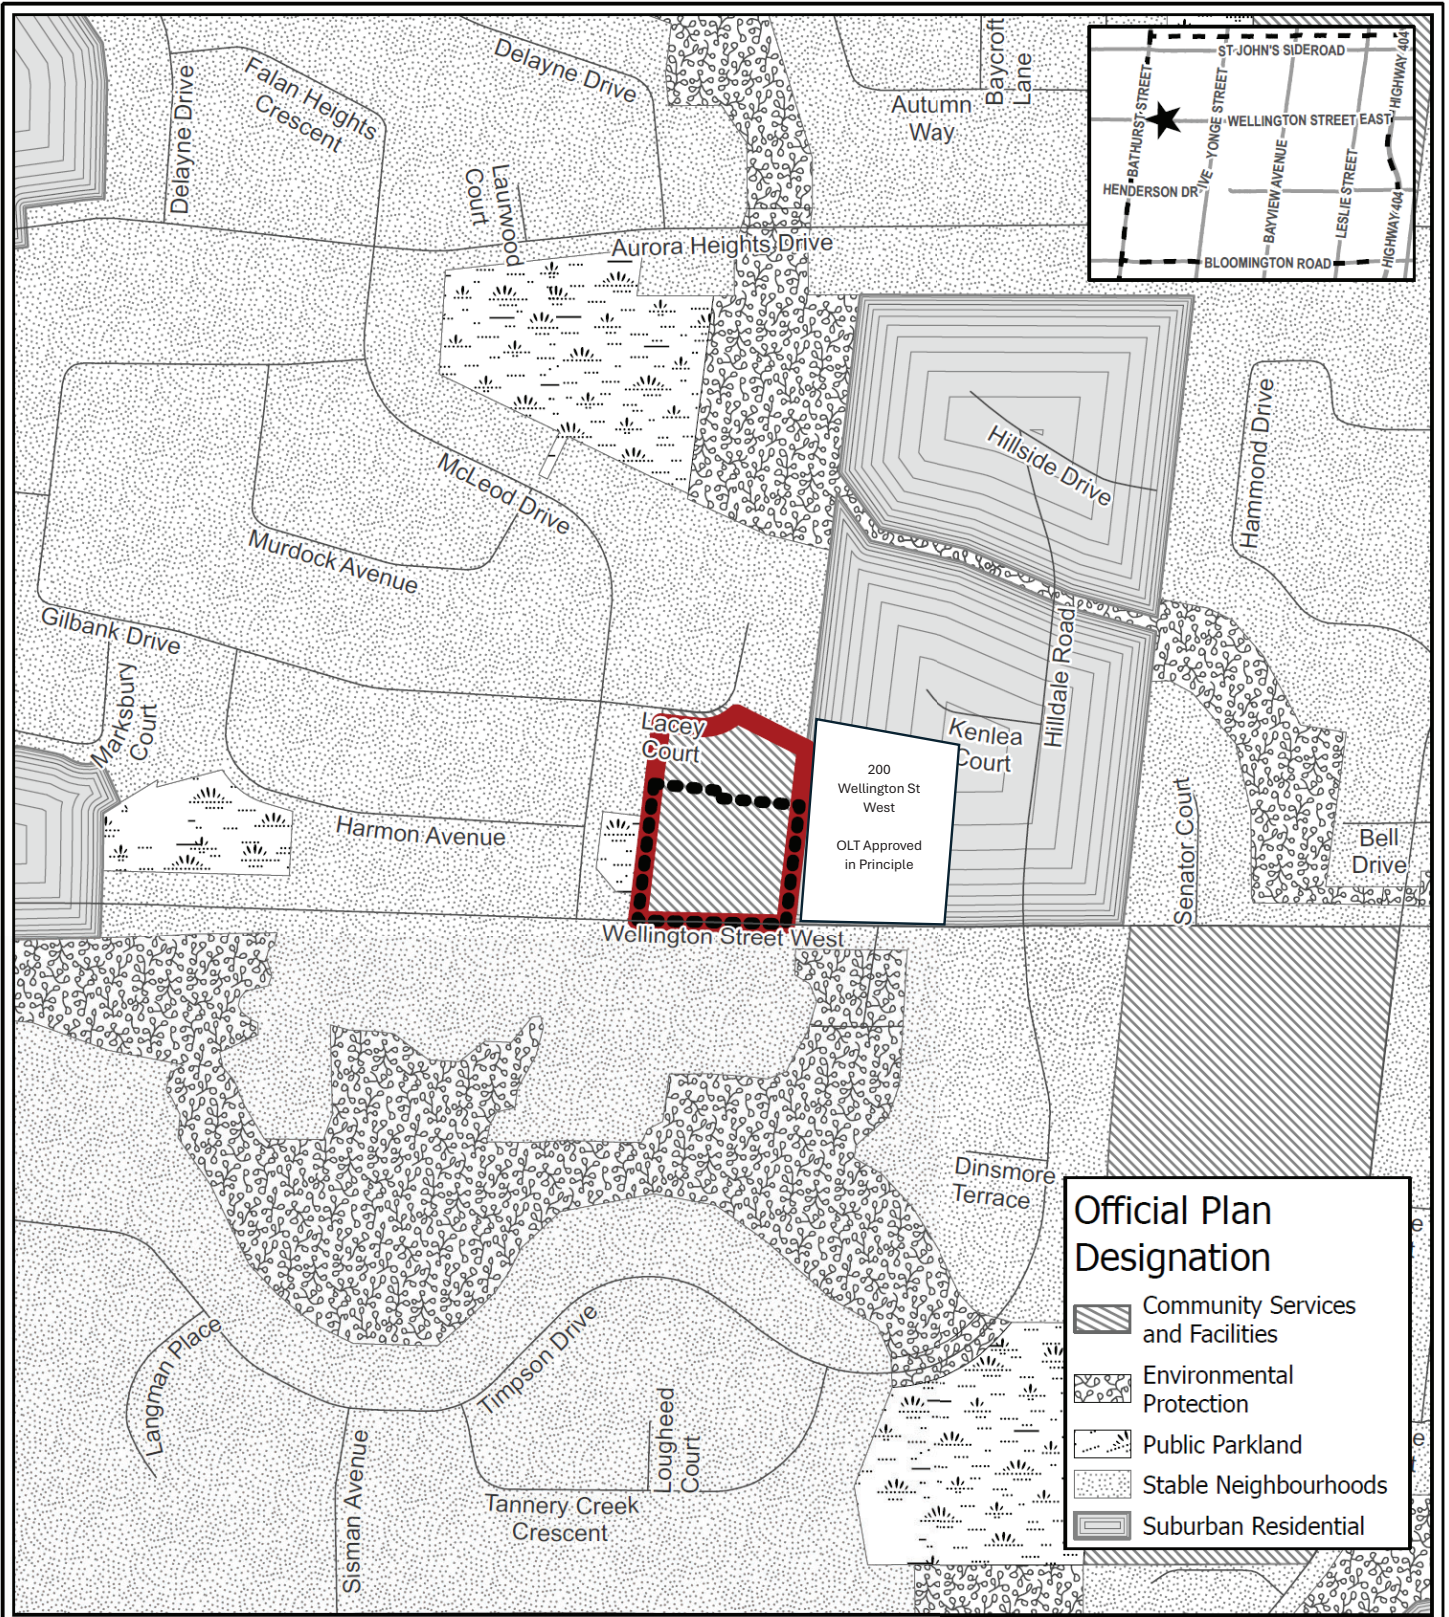 Delayne Drive
Falan Heights
Crescent
Delayne Drive
Laurwood
Court
Autumn
Way
Baycroft
Lane
ST JOHN'S SIDEROAD
BATHURST STREET
YONGE STREET
WELLINGTON STREET EAST
HIGHWAY 404
HENDERSON DR
IVE
BAYVIEW AVENUE
LESLIE STREET
HIGHWAY 404
BLOOMINGTON ROAD
Aurora Heights Drive
Hillside Drive
Hammond Drive
McLeod Drive
Murdock Avenue
Gilbank Drive
Marksbury
Court
Hilldale Road
Lacey
Court
Kenlea
Court
200
Wellington St
West
OLT Approved
in Principle
Harmon Avenue
Senator Court
Bell
Drive
Wellington Street West
Dinsmore
Terrace
Langman Place
Timpson Drive
Sisman Avenue
Lougheed
Court
Tannery Creek
Crescent
Official Plan
Designation
Community Services
and Facilities
Environmental
Protection
Public Parkland
Stable Neighbourhoods
Suburban Residential